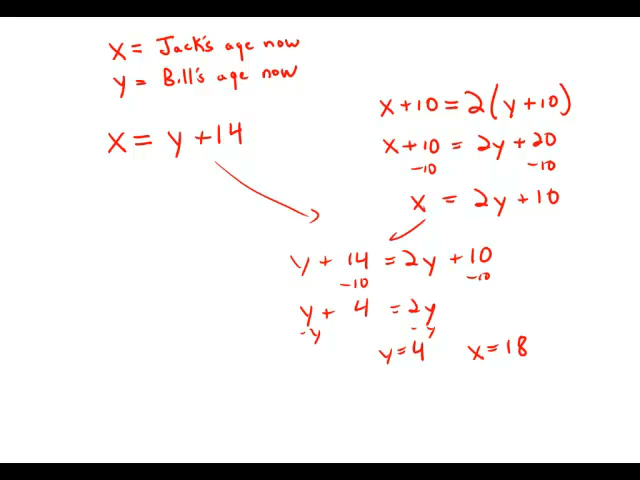 x = Jack's age now
y = Bill's age now
x = y + 14
x + 10 = 2(y + 10)
x + 10 = 2y + 20
-10 -10
x = 2y + 10
y + 14 = 2y + 10
-10 -10
y + 4 = 2y
-y -y
y = 4 x = 18